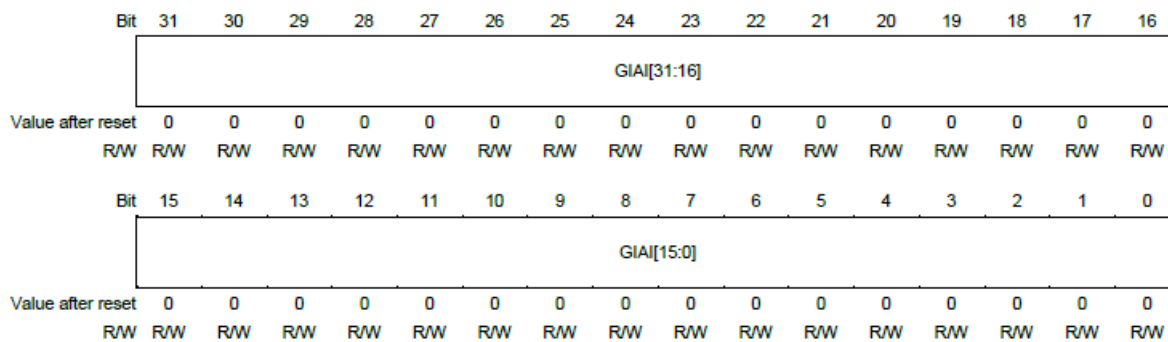 Bit 31 30 29 28 27 26 25 24 23 22 21 20 19 18 17 16
GIAI[31:16]
Value after reset 0 0 0 0 0 0 0 0 0 0 0 0 0 0 0 0
R/W R/W R/W R/W R/W R/W R/W R/W R/W R/W R/W R/W R/W R/W R/W R/W R/W
Bit 15 14 13 12 11 10 9 8 7 6 5 4 3 2 1 0
GIAI[15:0]
Value after reset 0 0 0 0 0 0 0 0 0 0 0 0 0 0 0 0
R/W R/W R/W R/W R/W R/W R/W R/W R/W R/W R/W R/W R/W R/W R/W R/W R/W